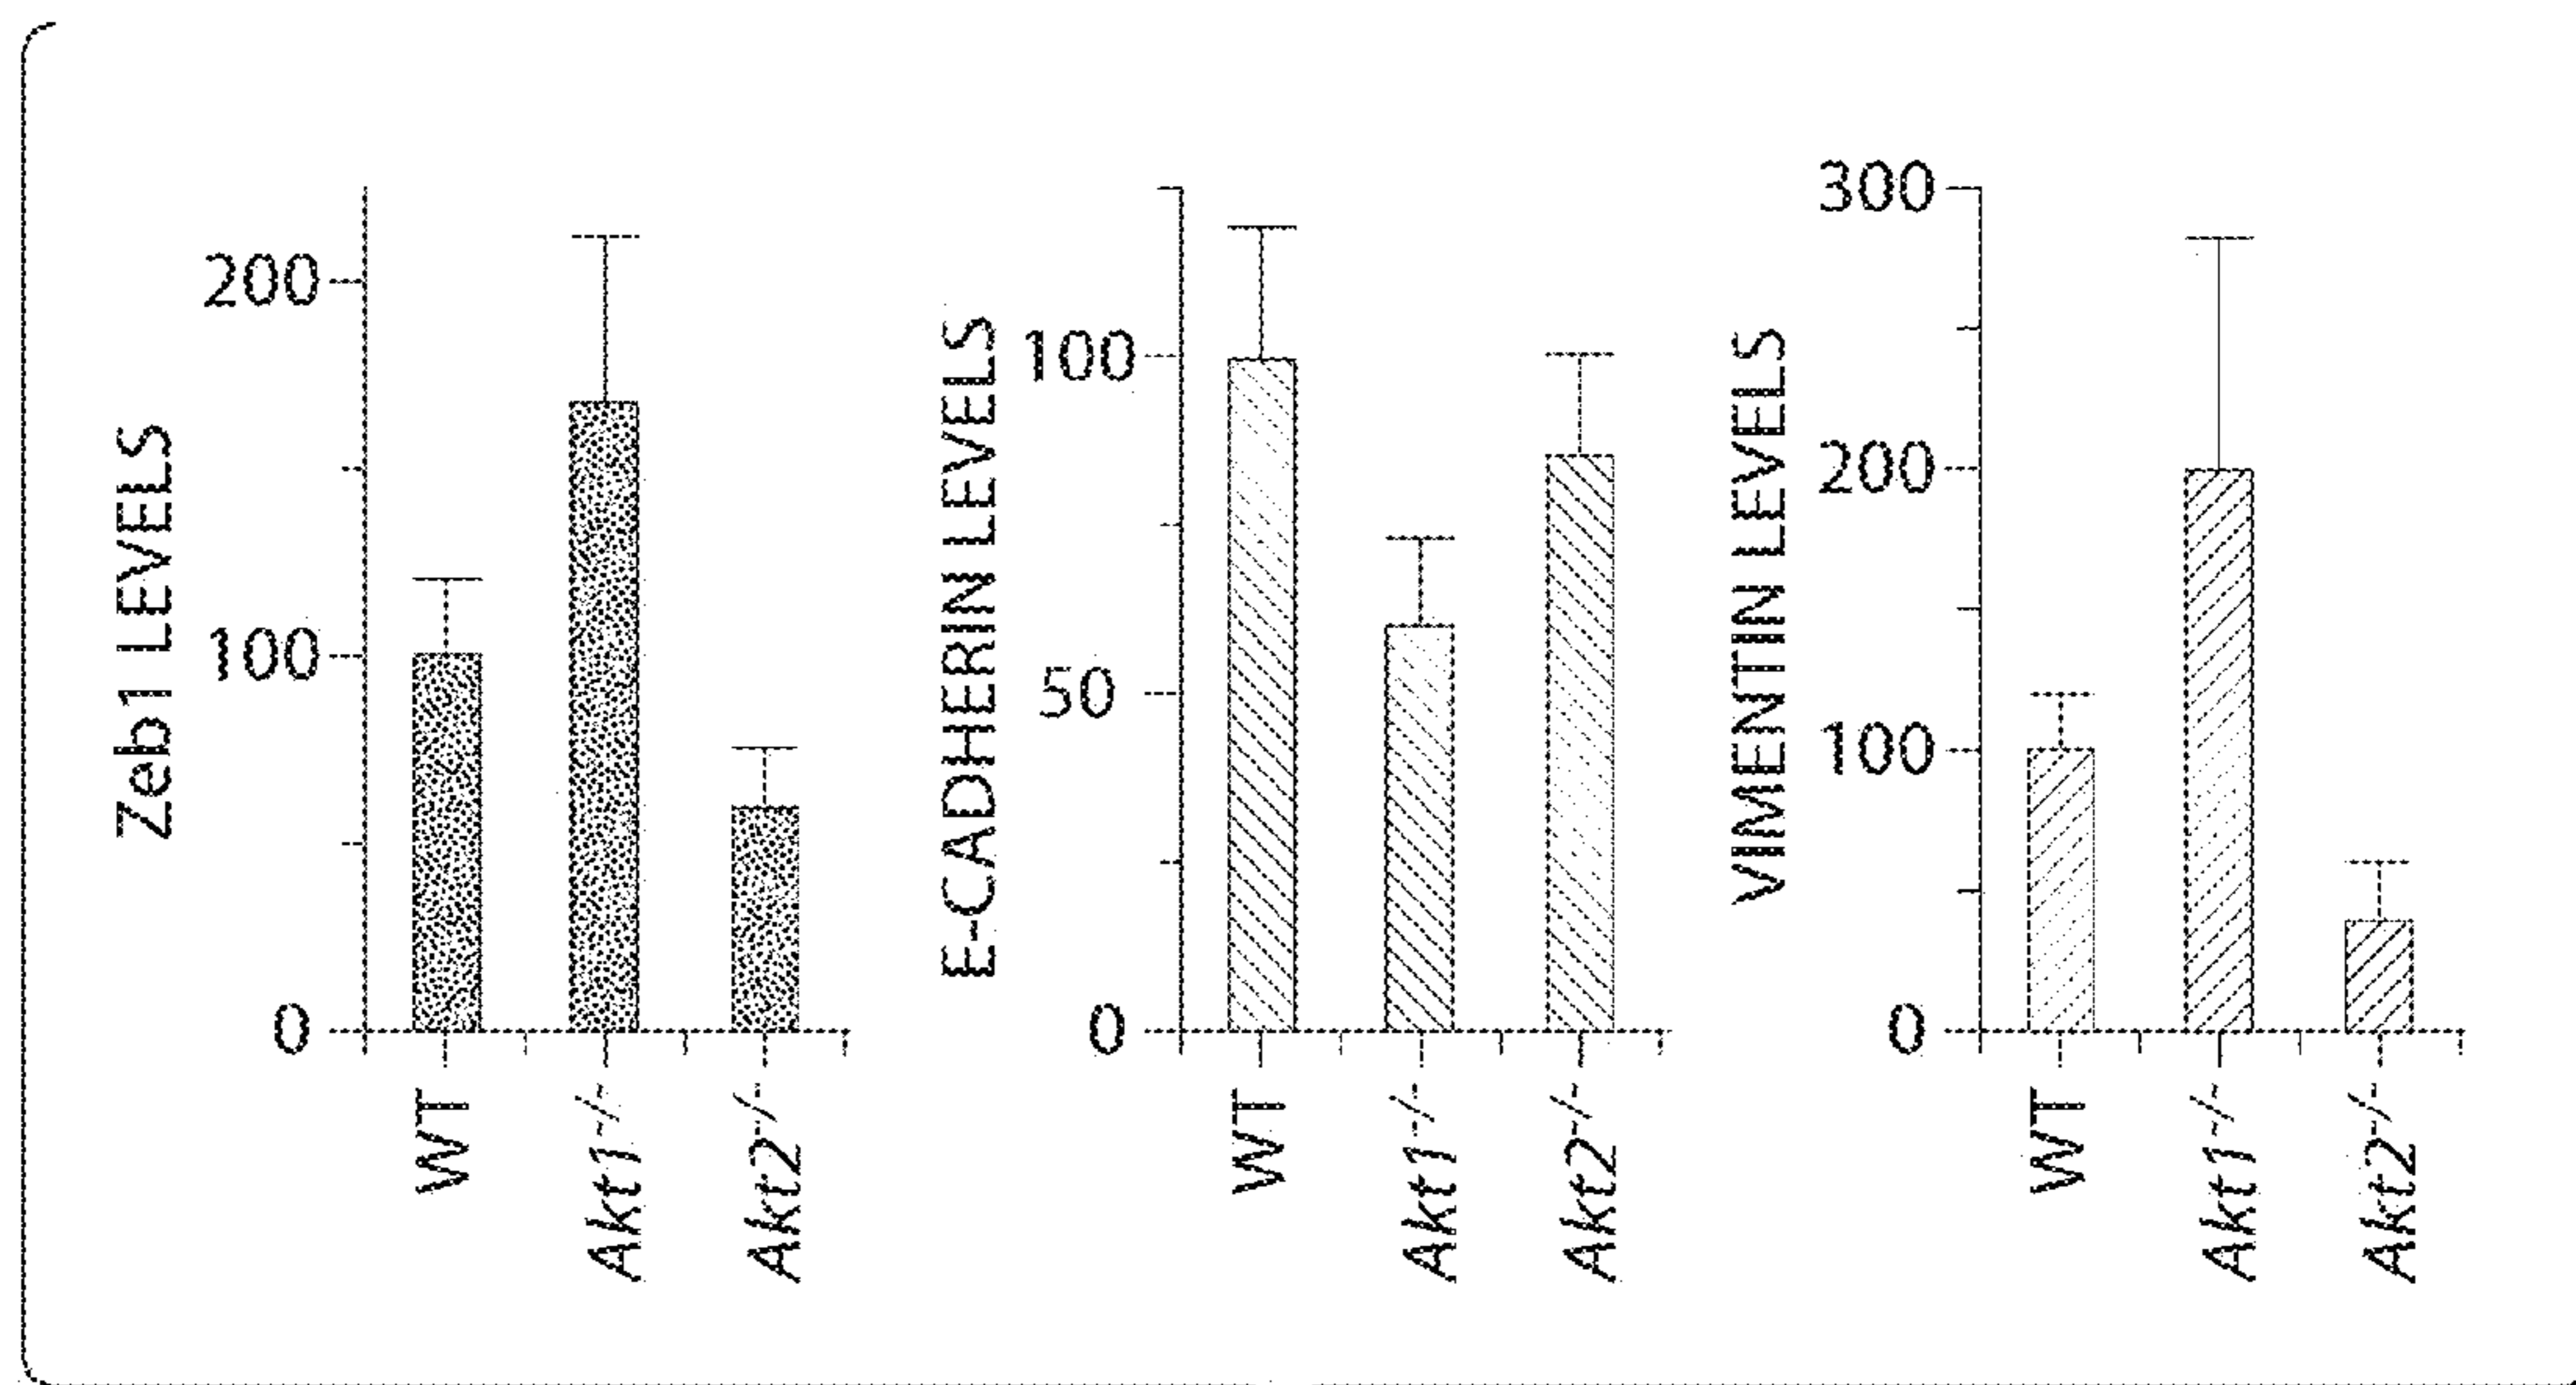 Zeb1 LEVELS
200
100
0
WT
Akt1-/-
Akt2-/-
E-CADHERIN LEVELS
100
50
0
WT
Akt1-/-
Akt2-/-
VIMENTIN LEVELS
300
200
100
0
WT
Akt1-/-
Akt2-/-